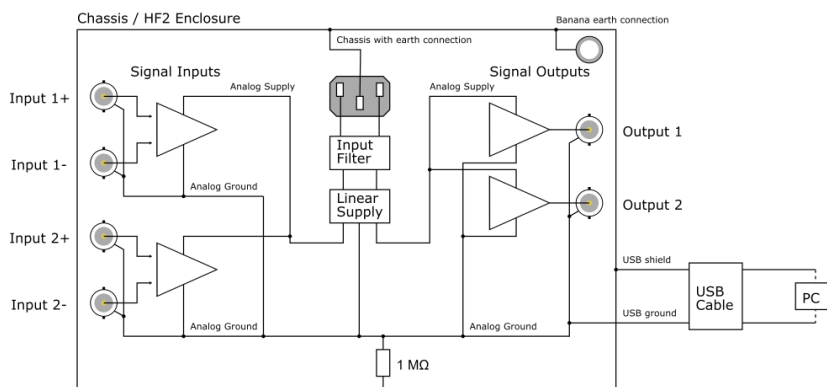 Chassis / HF2 Enclosure
Banana earth connection
Chassis with earth connection
Signal Inputs
Signal Outputs
Analog Supply
Analog Supply
Input 1+
Output 1
Input
Filter
Input 1-
Analog Ground
Linear
Supply
Output 2
Input 2+
USB shield
USB
Cable
PC
Input 2-
Analog Ground
Analog Ground
USB ground
1 MΩ